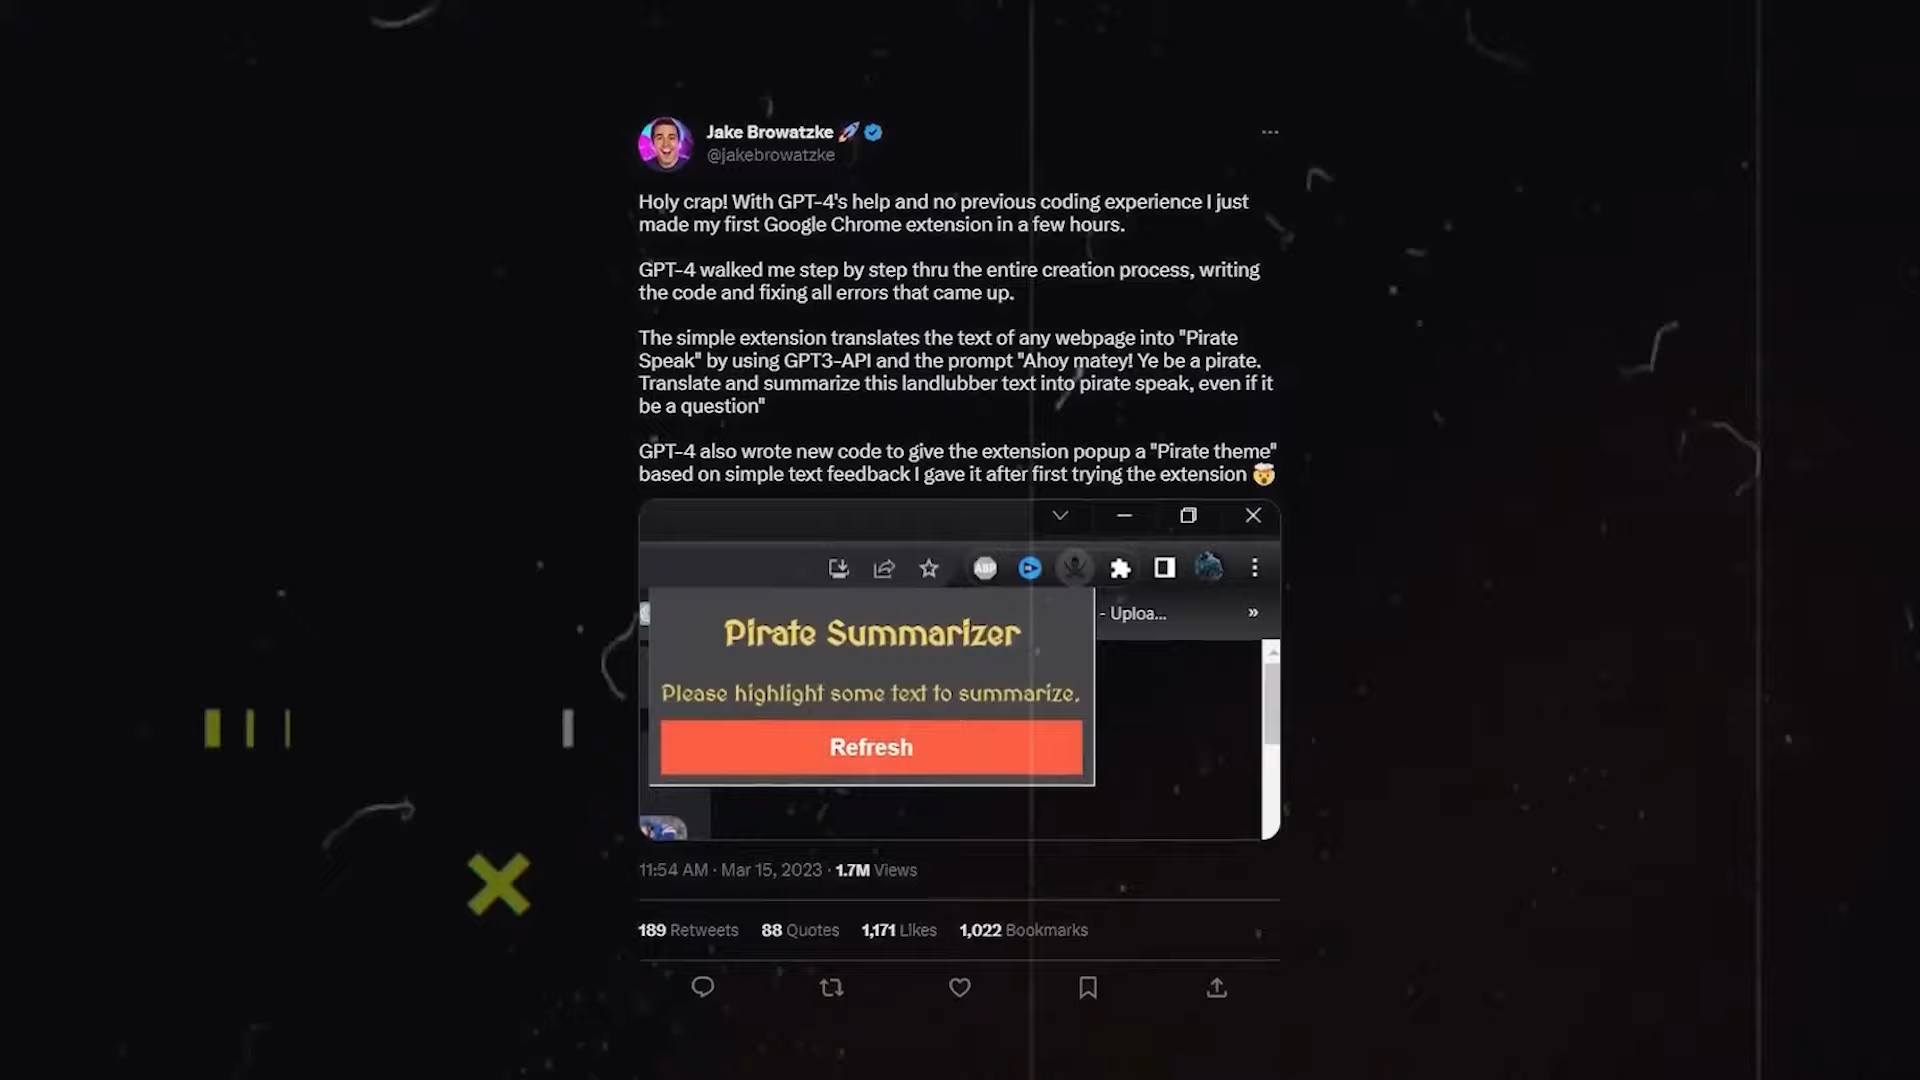 Jake Browatzke 🚀
@jakebrowatzke
Holy crap! With GPT-4's help and no previous coding experience I just
made my first Google Chrome extension in a few hours.
GPT-4 walked me step by step thru the entire creation process, writing
the code and fixing all errors that came up.
The simple extension translates the text of any webpage into "Pirate
Speak" by using GPT3-API and the prompt "Ahoy matey! Ye be a pirate.
Translate and summarize this landlubber text into pirate speak, even if it
be a question"
GPT-4 also wrote new code to give the extension popup a "Pirate theme"
based on simple text feedback I gave it after first trying the extension 🤯
ABP
- Uploa...
Pirate Summarizer
Please highlight some text to summarize.
Refresh
11:54 AM · Mar 15, 2023 · 1.7M Views
189 Retweets 88 Quotes 1,171 Likes 1,022 Bookmarks